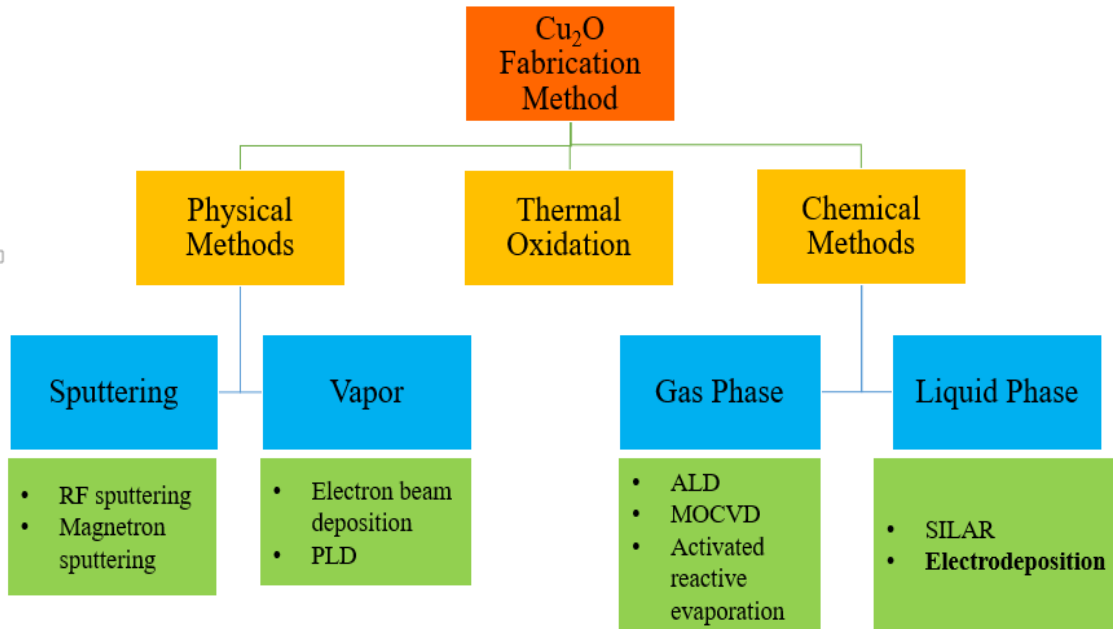 Cu₂O
Fabrication
Method
Physical
Methods
Thermal
Oxidation
Chemical
Methods
Sputtering
Vapor
Gas Phase
Liquid Phase
• RF sputtering
• Magnetron
sputtering
• Electron beam
deposition
• PLD
• ALD
• MOCVD
• Activated
reactive
evaporation
• SILAR
• Electrodeposition